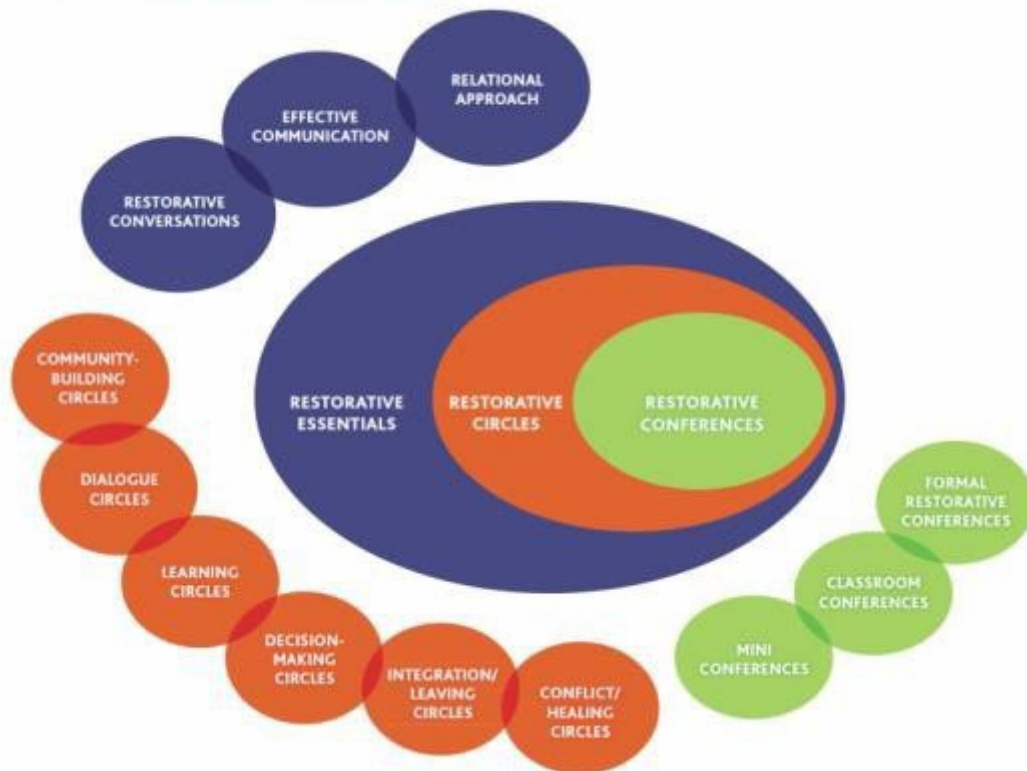 RELATIONAL
APPROACH
EFFECTIVE
COMMUNICATION
RESTORATIVE
CONVERSATIONS
RESTORATIVE
ESSENTIALS
RESTORATIVE
CIRCLES
RESTORATIVE
CONFERENCES
COMMUNITY-
BUILDING
CIRCLES
DIALOGUE
CIRCLES
LEARNING
CIRCLES
DECISION-
MAKING
CIRCLES
INTEGRATION/
LEAVING
CIRCLES
CONFLICT/
HEALING
CIRCLES
FORMAL
RESTORATIVE
CONFERENCES
CLASSROOM
CONFERENCES
MINI
CONFERENCES